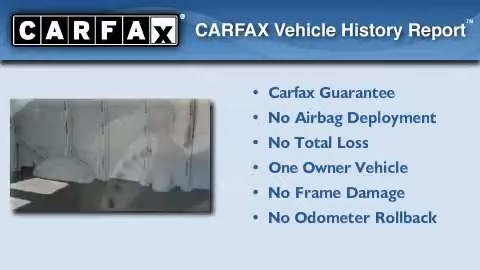 CARFAX CARFAX Vehicle History Report™
• Carfax Guarantee
• No Airbag Deployment
• No Total Loss
• One Owner Vehicle
• No Frame Damage
• No Odometer Rollback